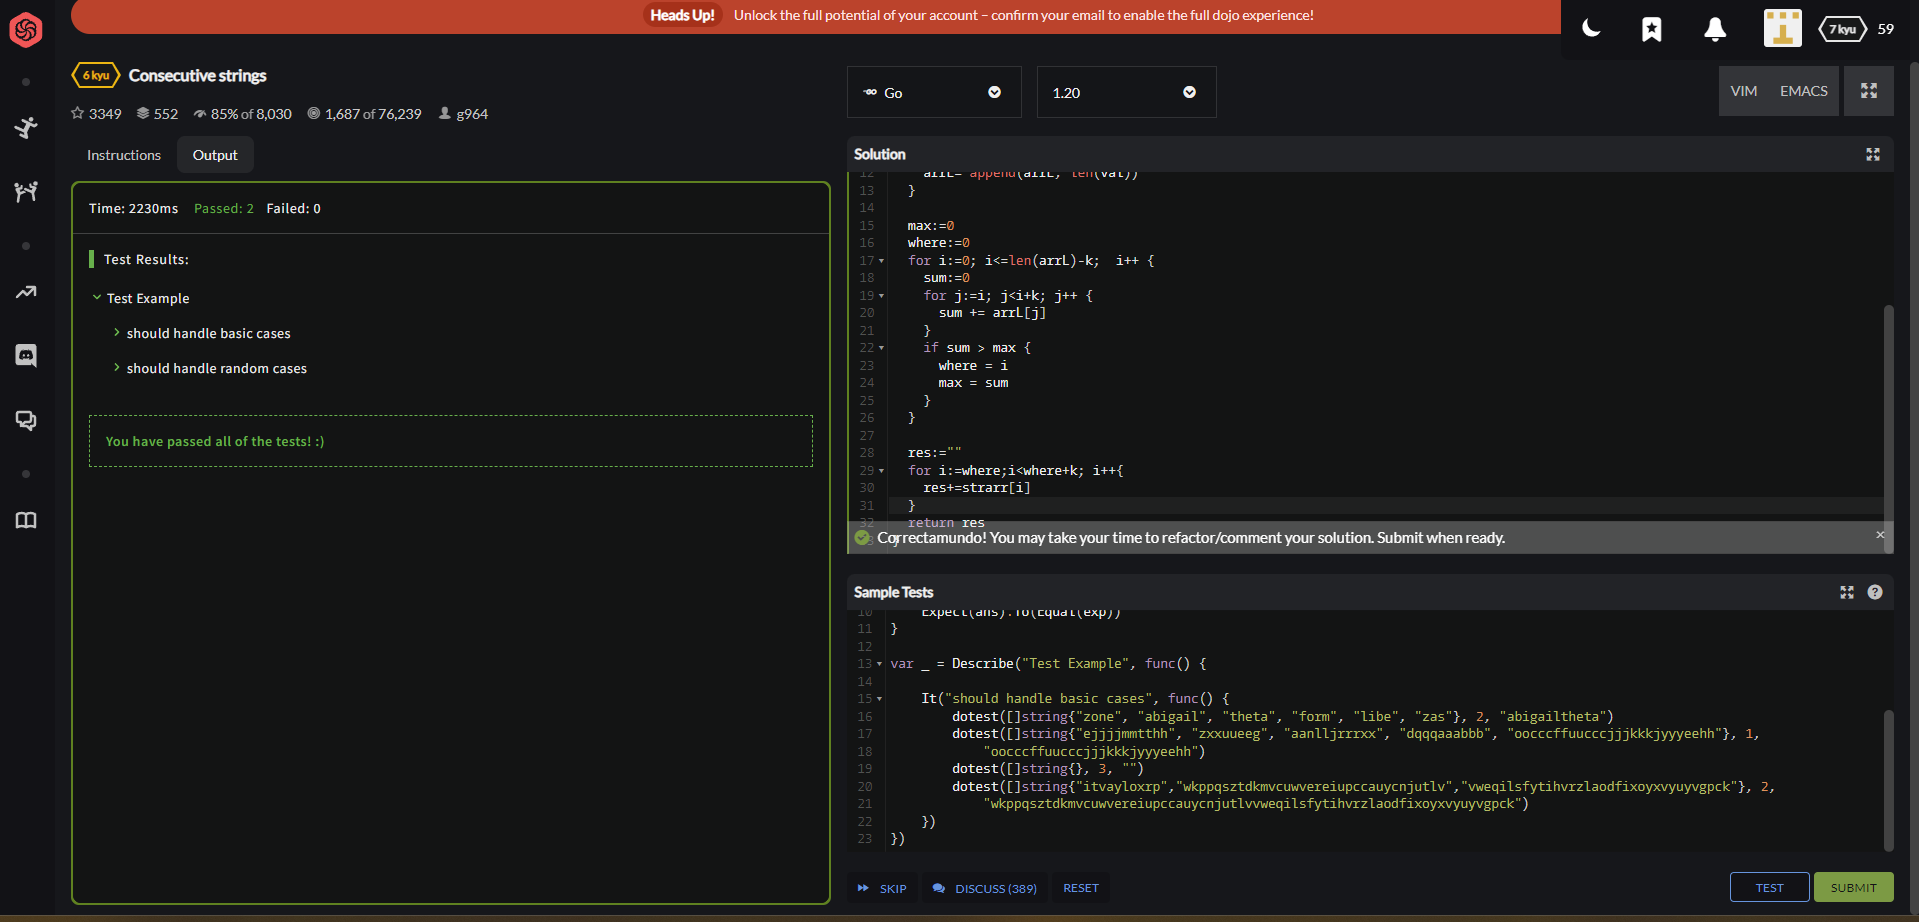 Heads Up! Unlock the full potential of your account – confirm your email to enable the full dojo experience!
7 kyu 59
6 kyu Consecutive strings
3349 552 85% of 8,030 1,687 of 76,239 g964
Instructions Output
Time: 2230ms Passed: 2 Failed: 0
Test Results:
Test Example
should handle basic cases
should handle random cases
You have passed all of the tests! :)
Go 1.20 VIM EMACS
Solution
12 arrL= append(arrL, len(val))
13 }
14
15 max:=0
16 where:=0
17 for i:=0; i<=len(arrL)-k;  i++ {
18 sum:=0
19 for j:=i; j<i+k; j++ {
20 sum += arrL[j]
21 }
22 if sum > max {
23 where = i
24 max = sum
25 }
26 }
27
28 res:=""
29 for i:=where;i<where+k; i++{
30 res+=strarr[i]
31 }
32 return res
Correctamundo! You may take your time to refactor/comment your solution. Submit when ready. ×
Sample Tests
10 Expect(ans).To(Equal(exp))
11 }
12
13 var _ = Describe("Test Example", func() {
14
15 It("should handle basic cases", func() {
16 dotest([]string{"zone", "abigail", "theta", "form", "libe", "zas"}, 2, "abigailtheta")
17 dotest([]string{"ejjjjmmtthh", "zxxuueeg", "aanlljrrrxx", "dqqqaaabbb", "oocccffuucccjjjkkkjyyyeehh"}, 1,
18 "oocccffuucccjjjkkkjyyyeehh")
19 dotest([]string{}, 3, "")
20 dotest([]string{"itvayloxrp","wkppqsztdkmvcuwvereiupccauycnjutlv","vweqilsfytihvrzlaodfixoyxvyuyvgpck"}, 2,
21 "wkppqsztdkmvcuwvereiupccauycnjutlvvweqilsfytihvrzlaodfixoyxvyuyvgpck")
22 })
23 })
SKIP DISCUSS (389) RESET TEST SUBMIT